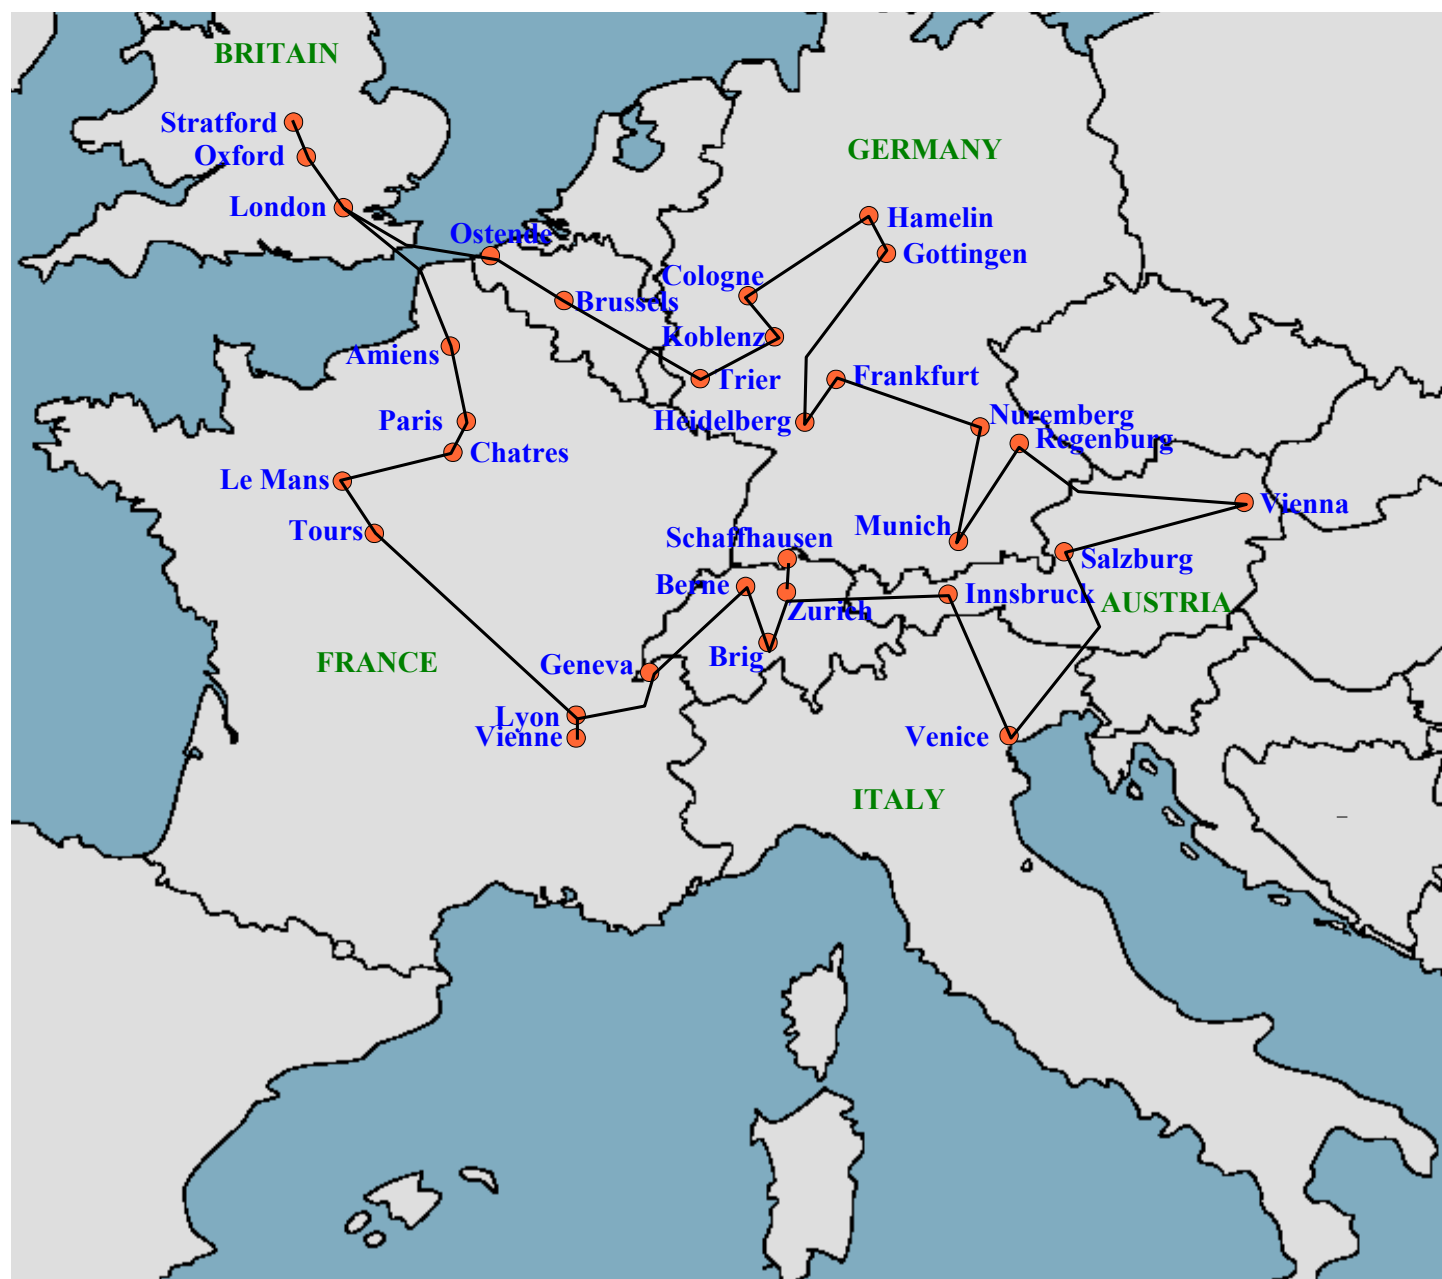 BRITAIN
Stratford
Oxford
GERMANY
London
Hamelin
Ostende
Gottingen
Cologne
Brussels
Koblenz
Amiens
Trier
Frankfurt
Paris
Heidelberg
Nuremberg
Regenburg
Chatres
Le Mans
Vienna
Tours
Munich
Schaffhausen
Salzburg
Berne
Innsbruck
AUSTRIA
Zurich
FRANCE
Geneva
Brig
Lyon
Vienne
Venice
ITALY